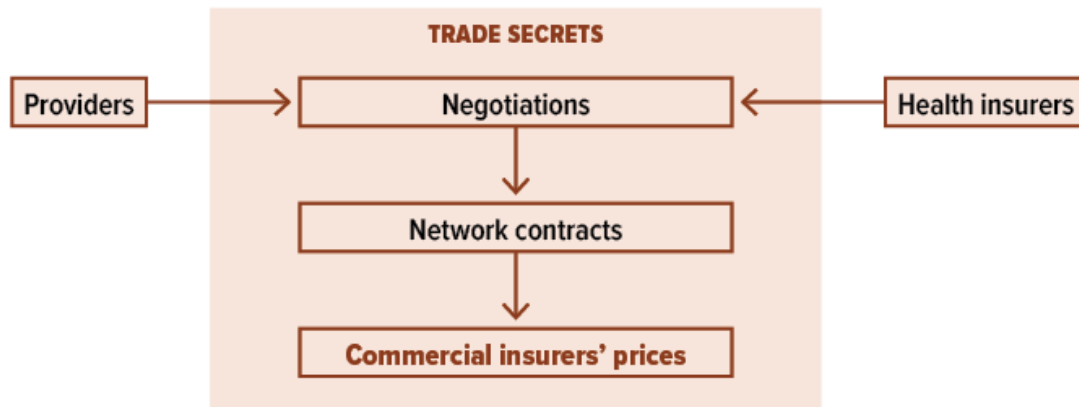 TRADE SECRETS
Providers
Negotiations
Health insurers
Network contracts
Commercial insurers’ prices